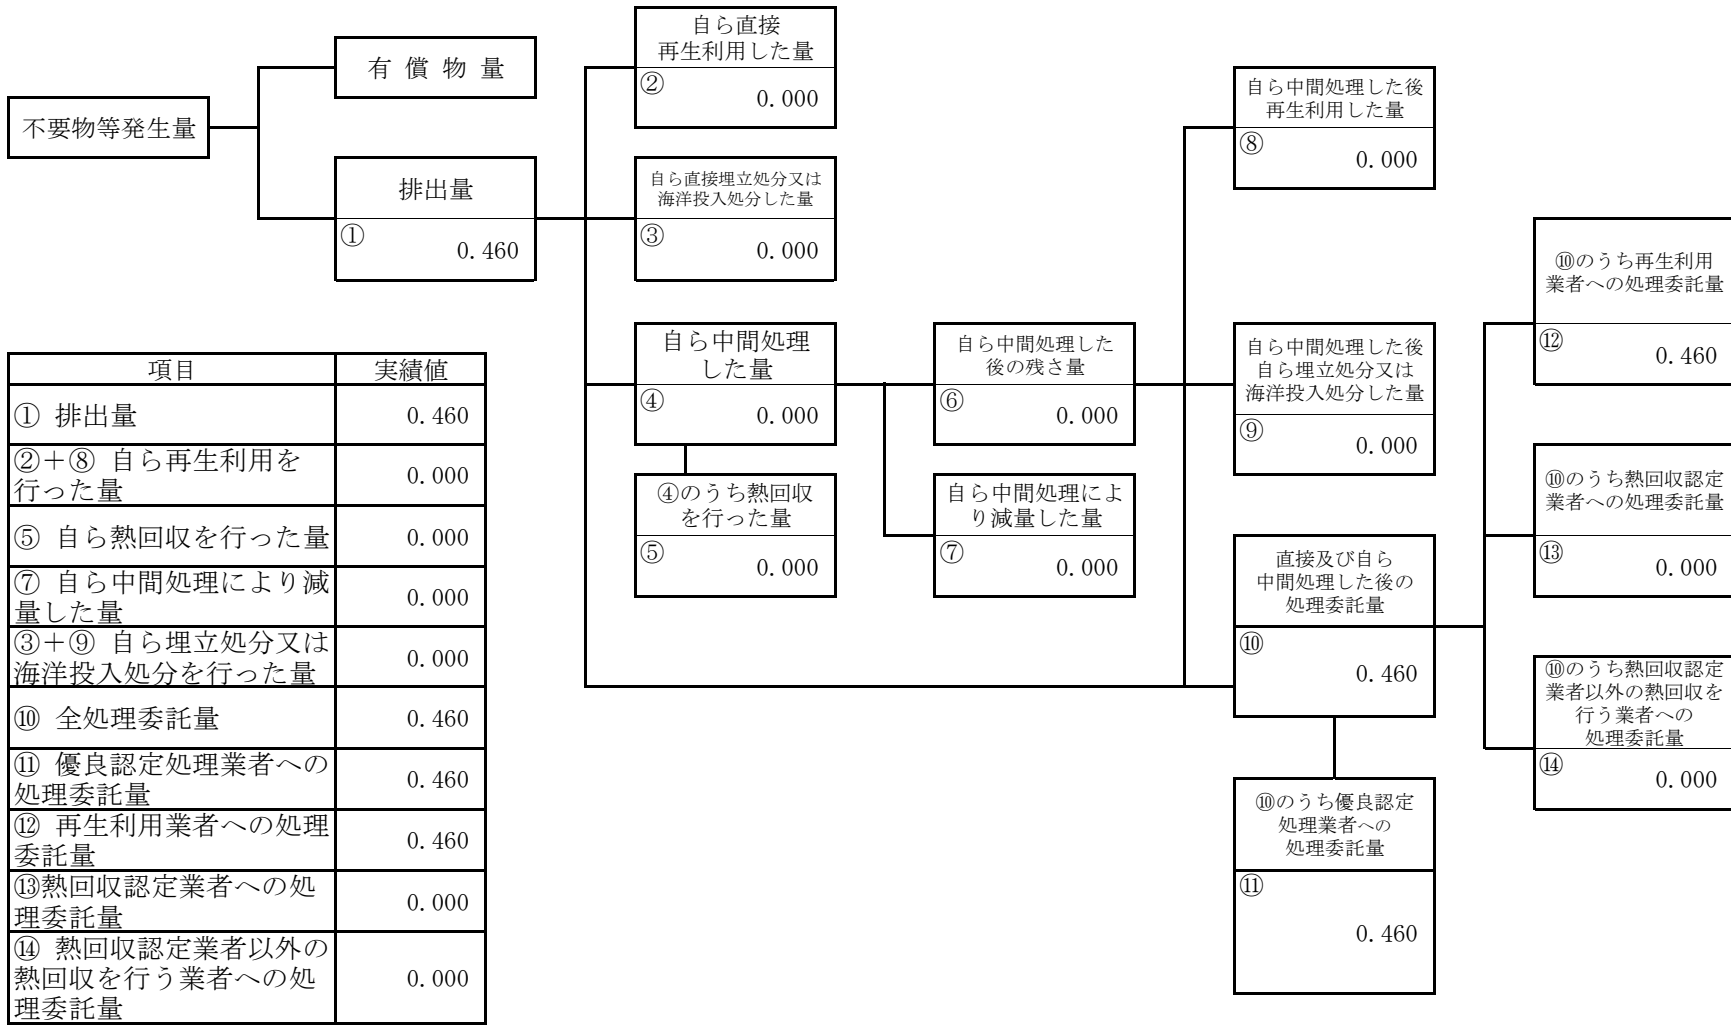 不要物等発生量
有 償 物 量
排出量
①
0.460
自ら直接
再生利用した量
②
0.000
自ら直接埋立処分又は
海洋投入処分した量
③
0.000
自ら中間処理
した量
④
0.000
④のうち熱回収
を行った量
⑤
0.000
自ら中間処理した
後の残さ量
⑥
0.000
自ら中間処理によ
り減量した量
⑦
0.000
自ら中間処理した後
再生利用した量
⑧
0.000
自ら中間処理した後
自ら埋立処分又は
海洋投入処分した量
⑨
0.000
直接及び自ら
中間処理した後の
処理委託量
⑩
0.460
⑩のうち優良認定
処理業者への
処理委託量
⑪
0.460
⑩のうち再生利用
業者への処理委託量
⑫
0.460
⑩のうち熱回収認定
業者への処理委託量
⑬
0.000
⑩のうち熱回収認定
業者以外の熱回収を
行う業者への
処理委託量
⑭
0.000
項目 実績値
① 排出量 0.460
②＋⑧ 自ら再生利用を
行った量 0.000
⑤ 自ら熱回収を行った量 0.000
⑦ 自ら中間処理により減
量した量 0.000
③＋⑨ 自ら埋立処分又は
海洋投入処分を行った量 0.000
⑩ 全処理委託量 0.460
⑪ 優良認定処理業者への
処理委託量 0.460
⑫ 再生利用業者への処理
委託量 0.460
⑬熱回収認定業者への処
理委託量 0.000
⑭ 熱回収認定業者以外の
熱回収を行う業者への処
理委託量 0.000